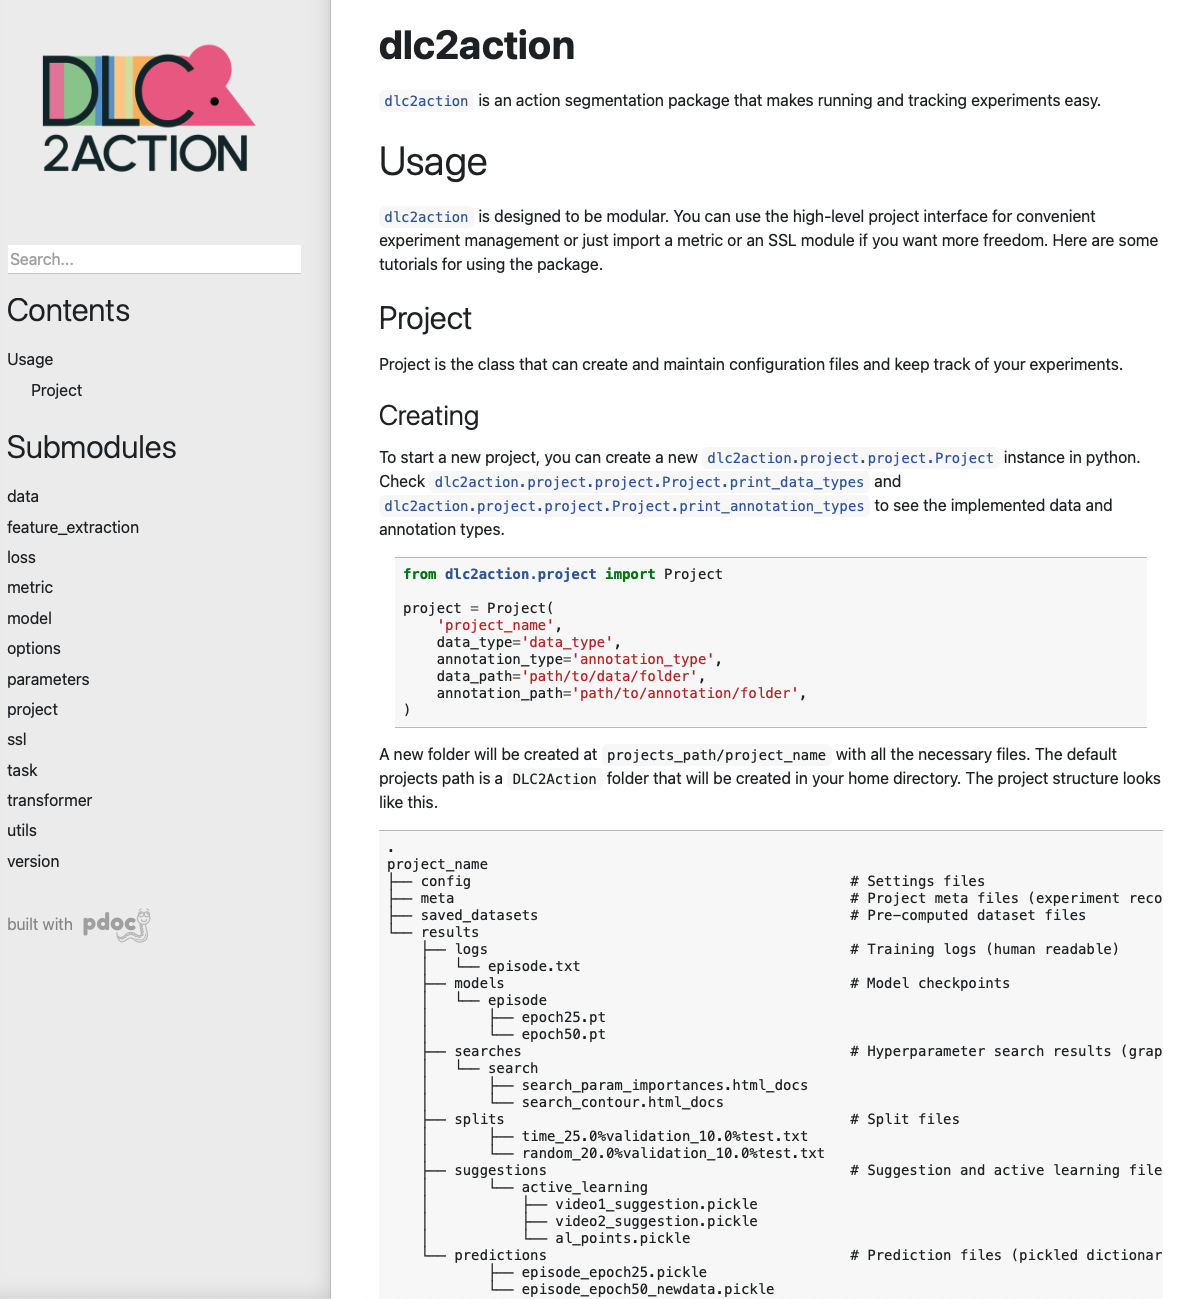 DLC
2ACTION
Search...
Contents
Usage
Project
Submodules
data
feature_extraction
loss
metric
model
options
parameters
project
ssl
task
transformer
utils
version
built with pdoc
dlc2action
dlc2action is an action segmentation package that makes running and tracking experiments easy.
Usage
dlc2action is designed to be modular. You can use the high-level project interface for convenient
experiment management or just import a metric or an SSL module if you want more freedom. Here are some
tutorials for using the package.
Project
Project is the class that can create and maintain configuration files and keep track of your experiments.
Creating
To start a new project, you can create a new dlc2action.project.project.Project instance in python.
Check dlc2action.project.project.Project.print_data_types and
dlc2action.project.project.Project.print_annotation_types to see the implemented data and
annotation types.
from dlc2action.project import Project
project = Project(
    'project_name',
    data_type='data_type',
    annotation_type='annotation_type',
    data_path='path/to/data/folder',
    annotation_path='path/to/annotation/folder',
)
A new folder will be created at projects_path/project_name with all the necessary files. The default
projects path is a DLC2Action folder that will be created in your home directory. The project structure looks
like this.
.
project_name
├── config                                             # Settings files
├── meta                                               # Project meta files (experiment reco
├── saved_datasets                                     # Pre-computed dataset files
└── results
    ├── logs                                           # Training logs (human readable)
    │   └── episode.txt
    ├── models                                         # Model checkpoints
    │   └── episode
    │       ├── epoch25.pt
    │       └── epoch50.pt
    ├── searches                                       # Hyperparameter search results (grap
    │   └── search
    │       ├── search_param_importances.html_docs
    │       └── search_contour.html_docs
    ├── splits                                         # Split files
    │       ├── time_25.0%validation_10.0%test.txt
    │       └── random_20.0%validation_10.0%test.txt
    ├── suggestions                                    # Suggestion and active learning file
    │       └── active_learning
    │           ├── video1_suggestion.pickle
    │           ├── video2_suggestion.pickle
    │           └── al_points.pickle
    └── predictions                                    # Prediction files (pickled dictionar
            ├── episode_epoch25.pickle
            └── episode_epoch50_newdata.pickle